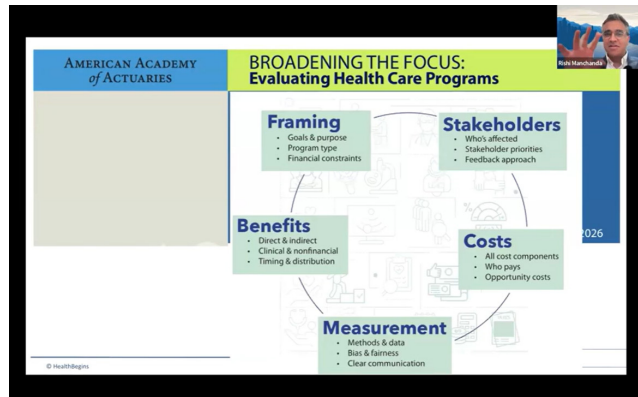 AMERICAN ACADEMY
of ACTUARIES
BROADENING THE FOCUS:
Evaluating Health Care Programs
Rishi Manchanda
Framing
• Goals & purpose
• Program type
• Financial constraints
Stakeholders
• Who's affected
• Stakeholder priorities
• Feedback approach
Benefits
• Direct & indirect
• Clinical & nonfinancial
• Timing & distribution
2026
Costs
• All cost components
• Who pays
• Opportunity costs
Measurement
• Methods & data
• Bias & fairness
• Clear communication
© HealthBegins